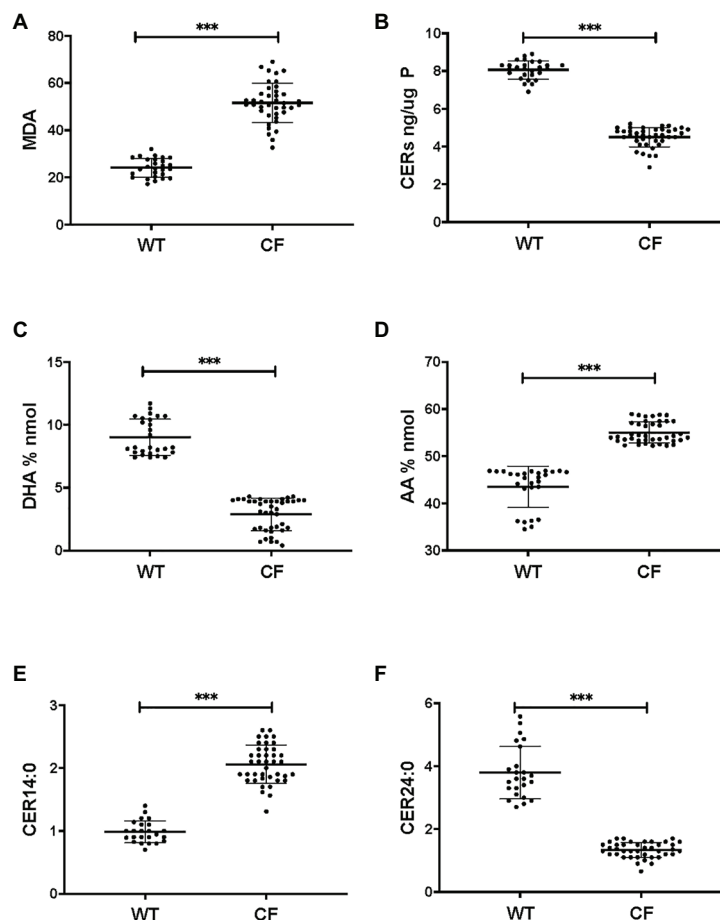 A
***
80
60
40
20
0
MDA
WT CF
B
***
10
8
6
4
2
0
CERs ng/ug P
WT CF
C
***
15
10
5
0
DHA % nmol
WT CF
D
***
70
60
50
40
30
AA % nmol
WT CF
E
***
3
2
1
0
CER14:0
WT CF
F
***
6
4
2
0
CER24:0
WT CF